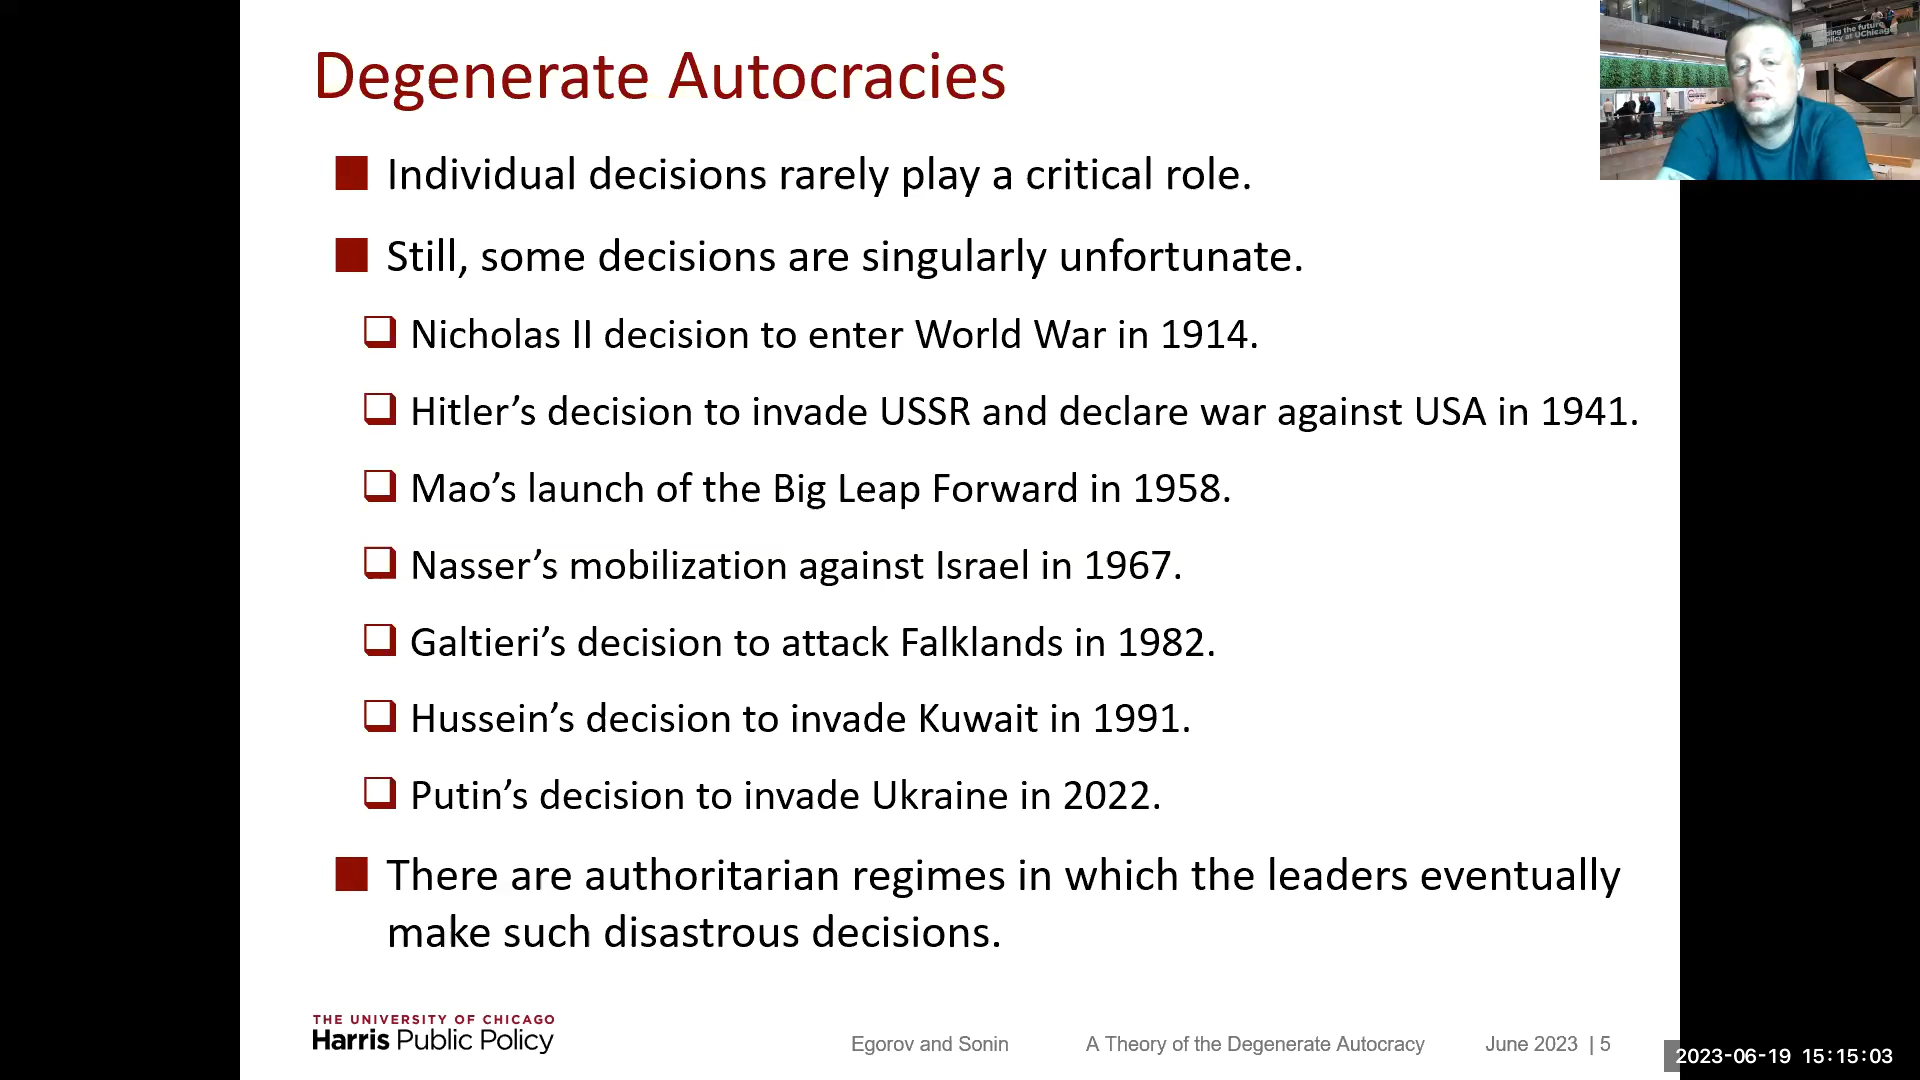 Degenerate Autocracies
Individual decisions rarely play a critical role.
Still, some decisions are singularly unfortunate.
Nicholas II decision to enter World War in 1914.
Hitler’s decision to invade USSR and declare war against USA in 1941.
Mao’s launch of the Big Leap Forward in 1958.
Nasser’s mobilization against Israel in 1967.
Galtieri’s decision to attack Falklands in 1982.
Hussein’s decision to invade Kuwait in 1991.
Putin’s decision to invade Ukraine in 2022.
There are authoritarian regimes in which the leaders eventually
make such disastrous decisions.
THE UNIVERSITY OF CHICAGO
Harris Public Policy
Egorov and Sonin A Theory of the Degenerate Autocracy June 2023 | 5
2023-06-19 15:15:03
the future
at UChicago